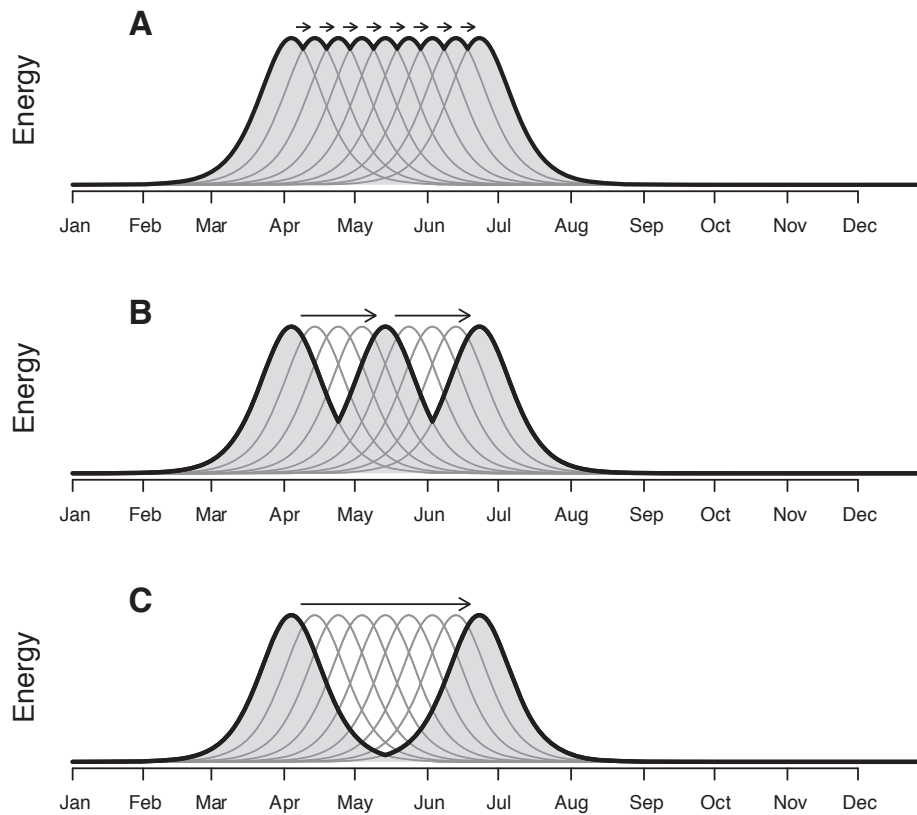 A
Energy
Jan Feb Mar Apr May Jun Jul Aug Sep Oct Nov Dec
B
Energy
Jan Feb Mar Apr May Jun Jul Aug Sep Oct Nov Dec
C
Energy
Jan Feb Mar Apr May Jun Jul Aug Sep Oct Nov Dec